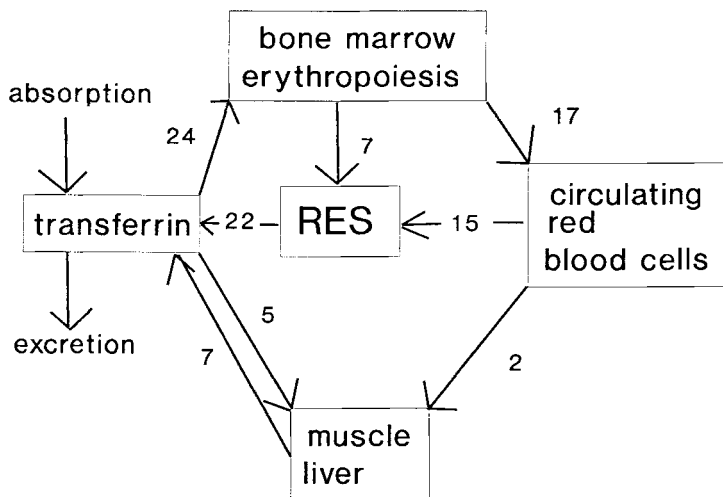 bone marrow
erythropoiesis
absorption
24
7
17
transferrin
22
RES
15
circulating
red
blood cells
excretion
5
7
2
muscle
liver